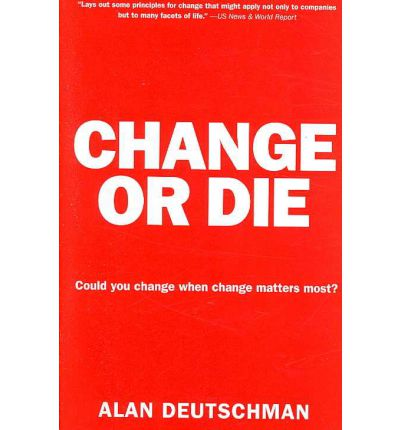 "Lays out some principles for change that might apply not only to companies
but to many facets of life." —US News & World Report
CHANGE
OR DIE
Could you change when change matters most?
ALAN DEUTSCHMAN